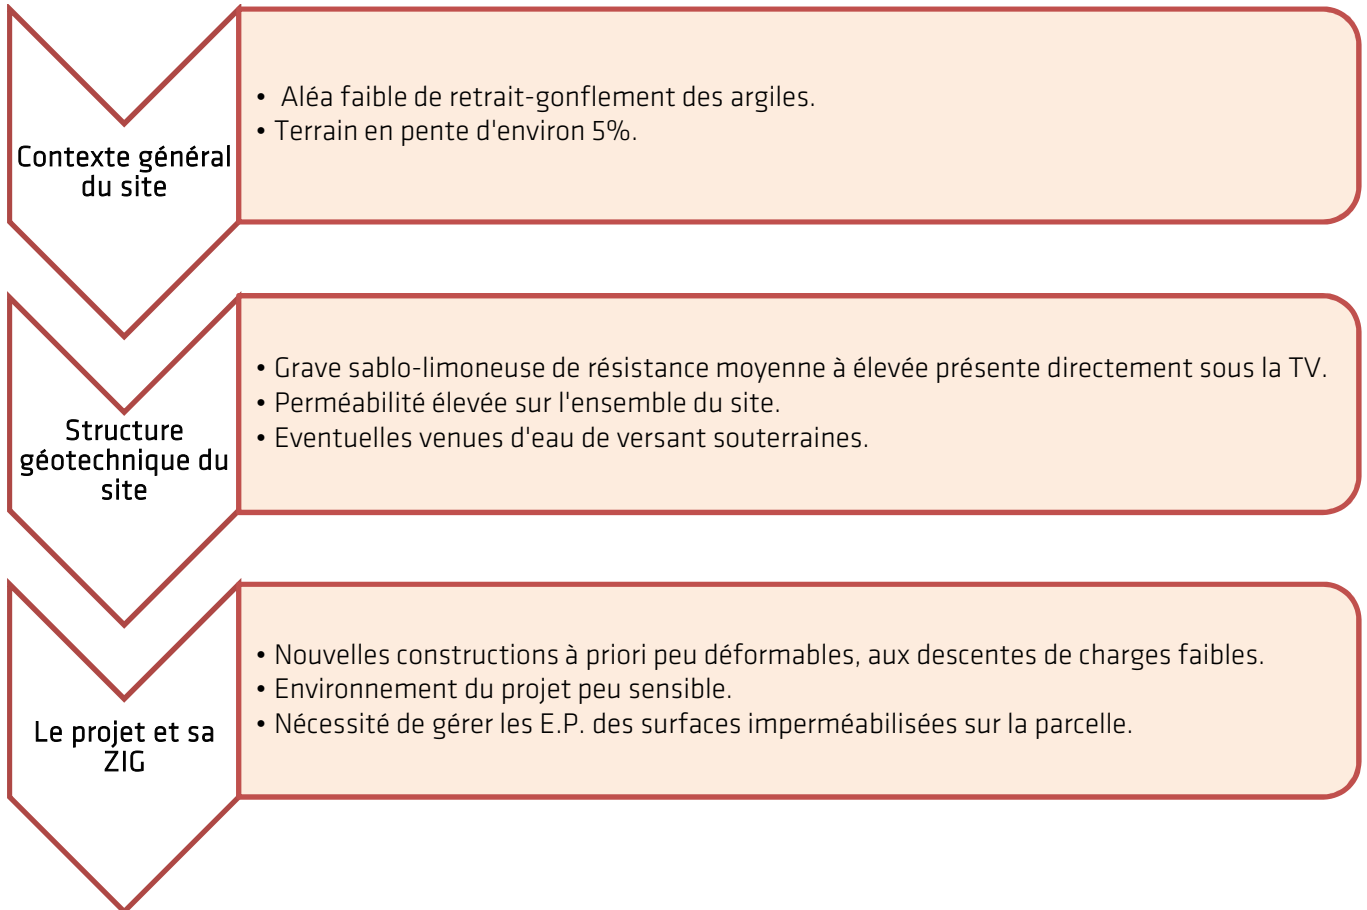 Contexte général
du site
• Aléa faible de retrait-gonflement des argiles.
• Terrain en pente d'environ 5%.
Structure
géotechnique du
site
• Grave sablo-limoneuse de résistance moyenne à élevée présente directement sous la TV.
• Perméabilité élevée sur l'ensemble du site.
• Eventuelles venues d'eau de versant souterraines.
Le projet et sa
ZIG
• Nouvelles constructions à priori peu déformables, aux descentes de charges faibles.
• Environnement du projet peu sensible.
• Nécessité de gérer les E.P. des surfaces imperméabilisées sur la parcelle.